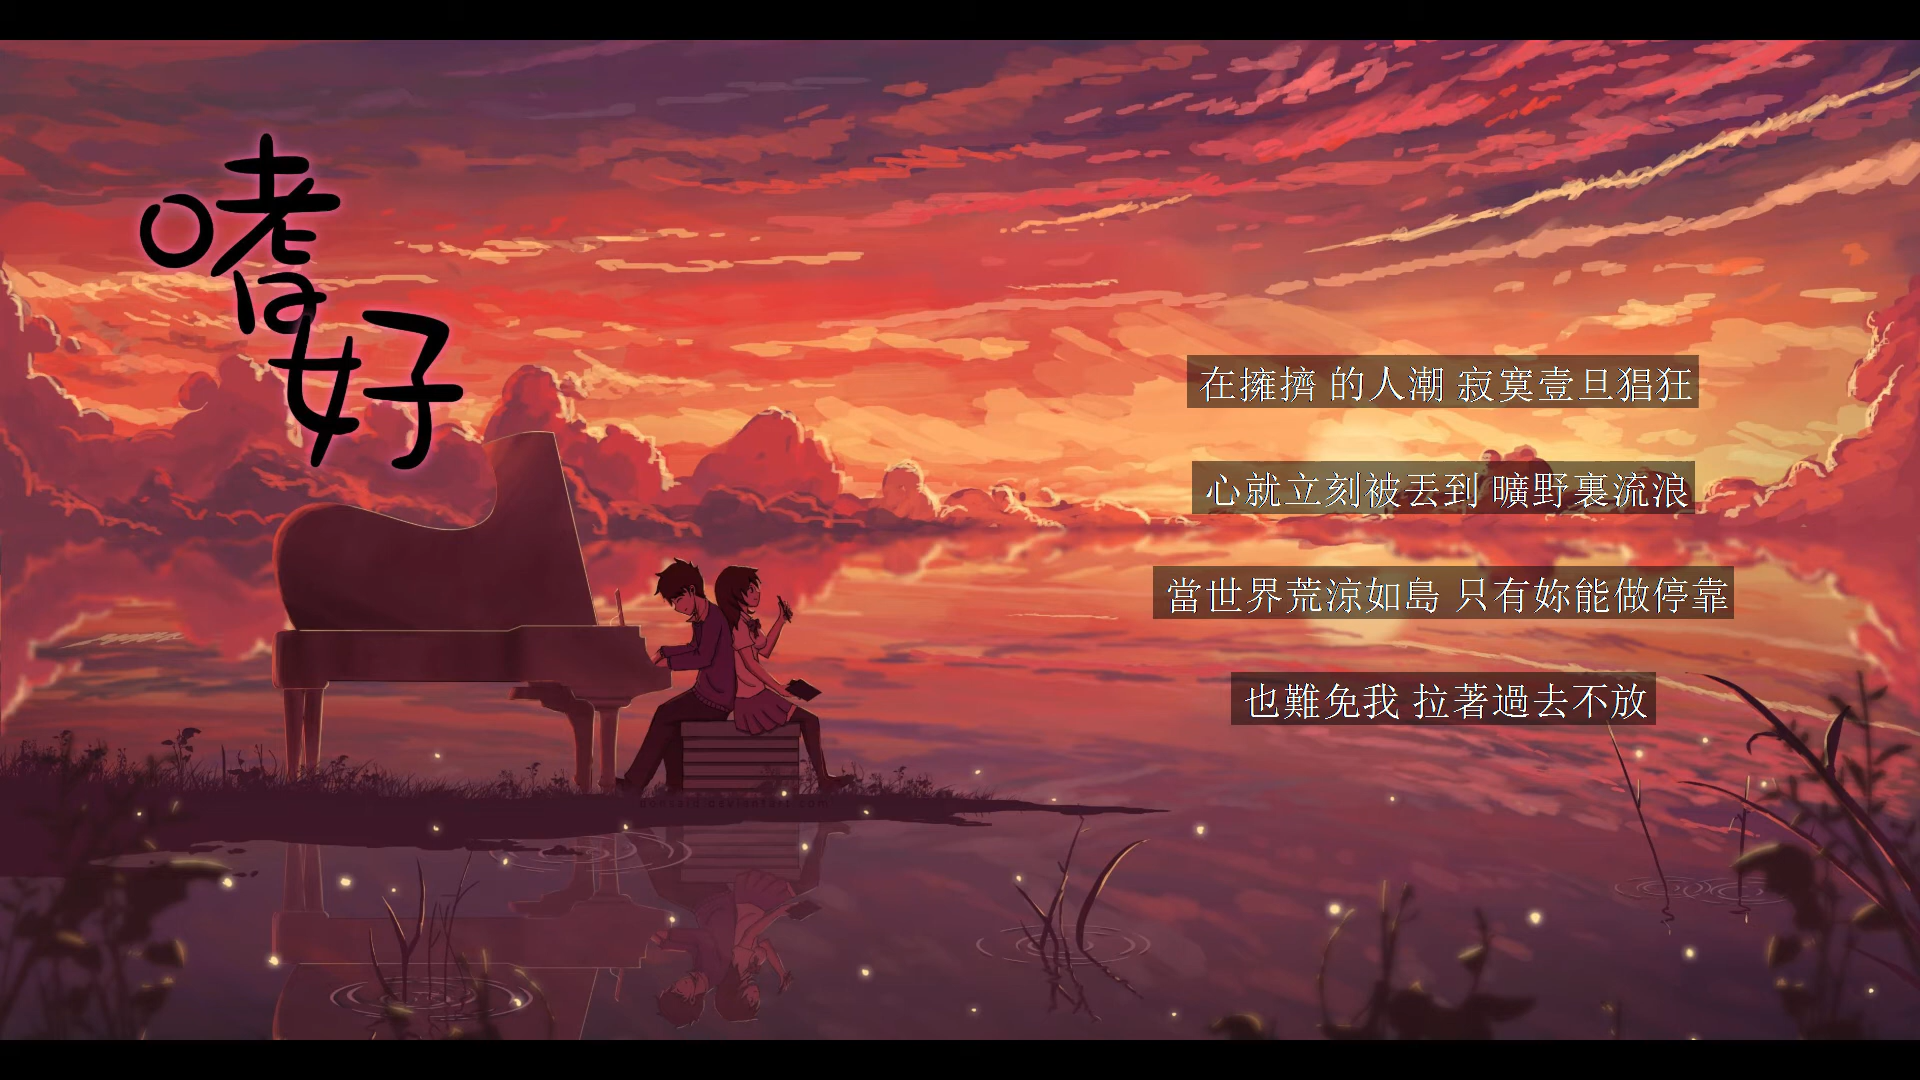 嗜好
在擁擠 的人潮 寂寞壹旦猖狂
心就立刻被丟到 曠野裏流浪
當世界荒涼如島 只有妳能做停靠
也難免我 拉著過去不放